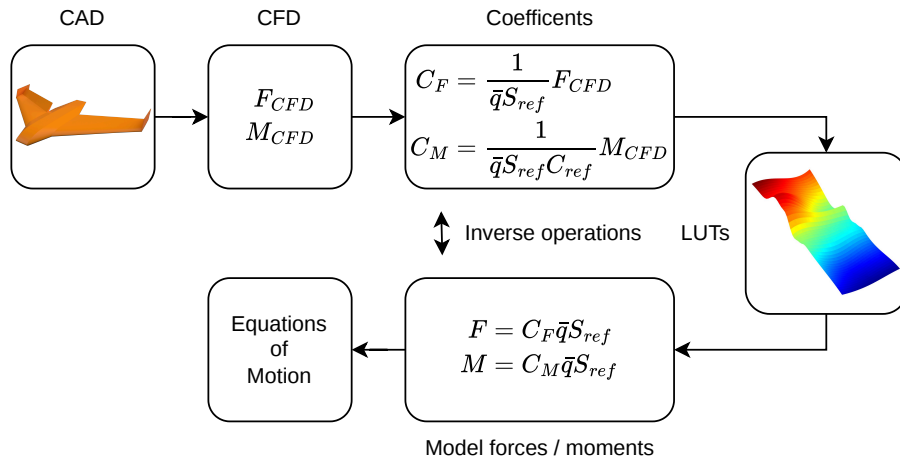 CAD
CFD
Coefficents
F_{CFD}
M_{CFD}
C_F = \frac{1}{\bar{q}S_{ref}} F_{CFD}
C_M = \frac{1}{\bar{q}S_{ref}C_{ref}} M_{CFD}
Inverse operations
LUTs
Equations
of
Motion
F = C_F \bar{q}S_{ref}
M = C_M \bar{q}S_{ref}
Model forces / moments